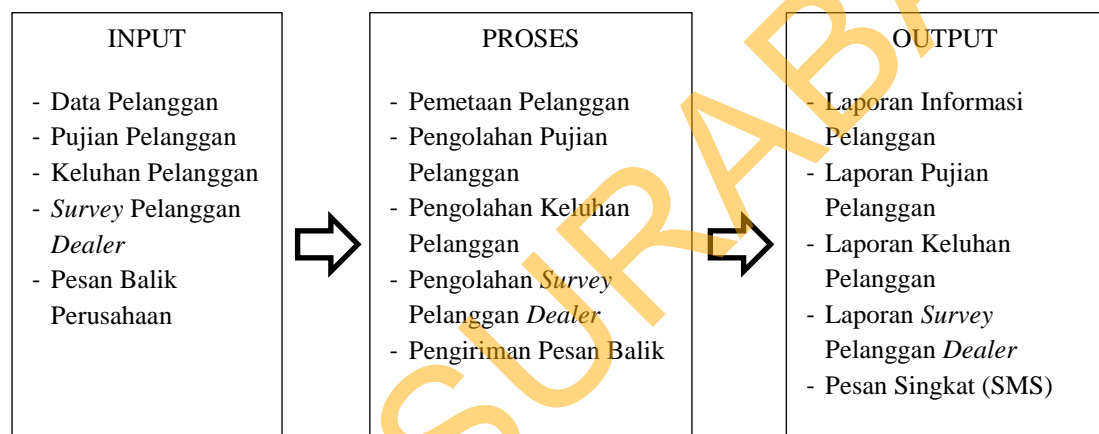 INPUT
- Data Pelanggan
- Pujian Pelanggan
- Keluhan Pelanggan
- Survey Pelanggan
Dealer
- Pesan Balik
Perusahaan
PROSES
- Pemetaan Pelanggan
- Pengolahan Pujian
Pelanggan
- Pengolahan Keluhan
Pelanggan
- Pengolahan Survey
Pelanggan Dealer
- Pengiriman Pesan Balik
OUTPUT
- Laporan Informasi
Pelanggan
- Laporan Pujian
Pelanggan
- Laporan Keluhan
Pelanggan
- Laporan Survey
Pelanggan Dealer
- Pesan Singkat (SMS)
SURABA